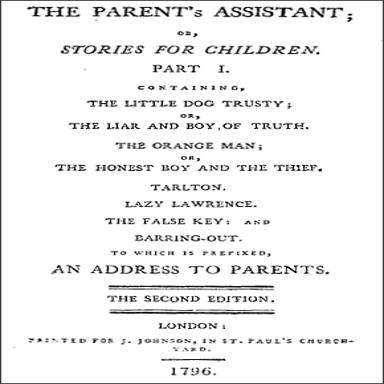 THE PARENT's ASSISTANT;
OR,
STORIES FOR CHILDREN.
PART I.
CONTAINING,
THE LITTLE DOG TRUSTY;
OR,
THE LIAR AND BOY OF TRUTH.
THE ORANGE MAN;
OR,
THE HONEST BOY AND THE THIEF.
TARLTON.
LAZY LAWRENCE.
THE FALSE KEY: AND
BARRING-OUT.
TO WHICH IS PREFIXED,
AN ADDRESS TO PARENTS.
THE SECOND EDITION.
LONDON:
PRINTED FOR J. JOHNSON, IN ST. PAUL'S CHURCH-
YARD.
1796.